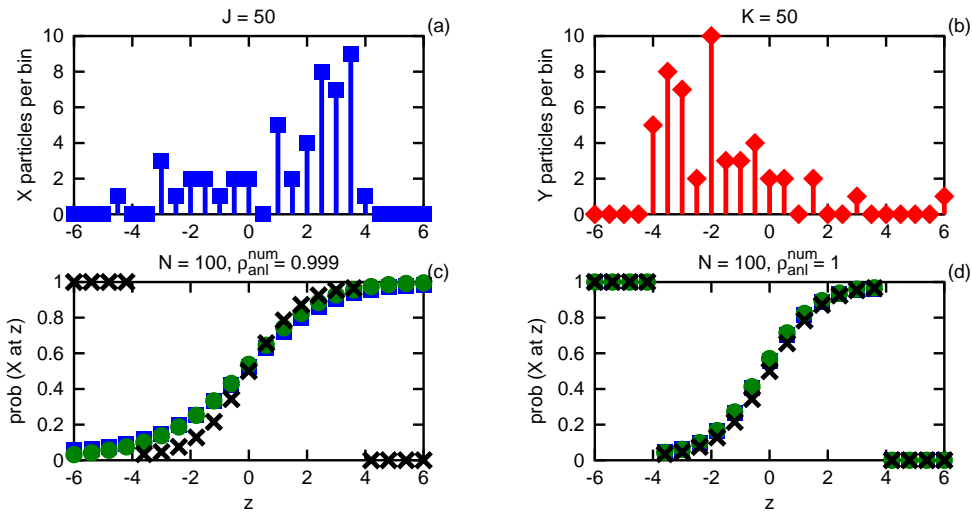 J = 50
(a)
X particles per bin
10
8
6
4
2
0
-6 -4 -2 0 2 4 6
K = 50
(b)
Y particles per bin
10
8
6
4
2
0
-6 -4 -2 0 2 4 6
N = 100, ρ_anl^num = 0.999
(c)
prob (X at z)
1
0.8
0.6
0.4
0.2
0
-6 -4 -2 0 2 4 6
z
N = 100, ρ_anl^num = 1
(d)
prob (X at z)
1
0.8
0.6
0.4
0.2
0
-6 -4 -2 0 2 4 6
z